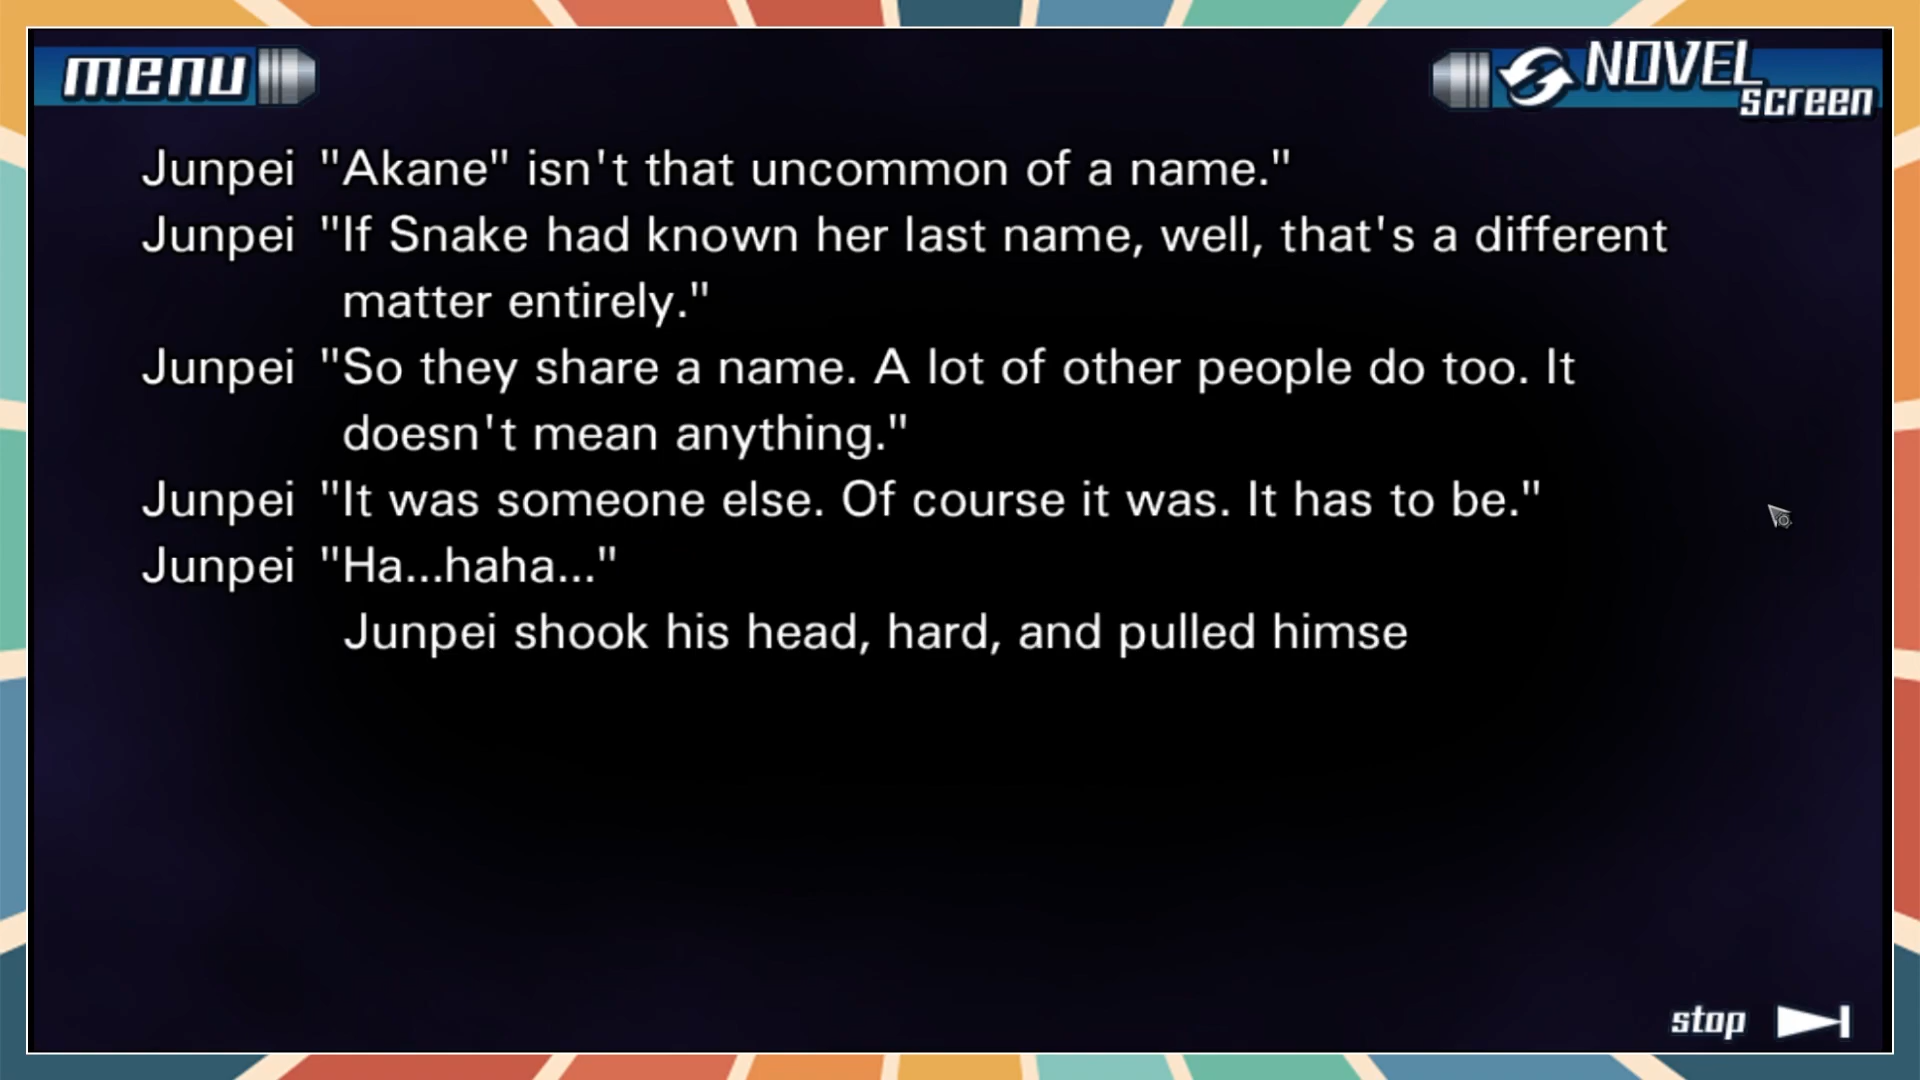 menu
NOVEL
screen
Junpei "Akane" isn't that uncommon of a name."
Junpei "If Snake had known her last name, well, that's a different
matter entirely."
Junpei "So they share a name. A lot of other people do too. It
doesn't mean anything."
Junpei "It was someone else. Of course it was. It has to be."
Junpei "Ha...haha..."
Junpei shook his head, hard, and pulled himse
stop